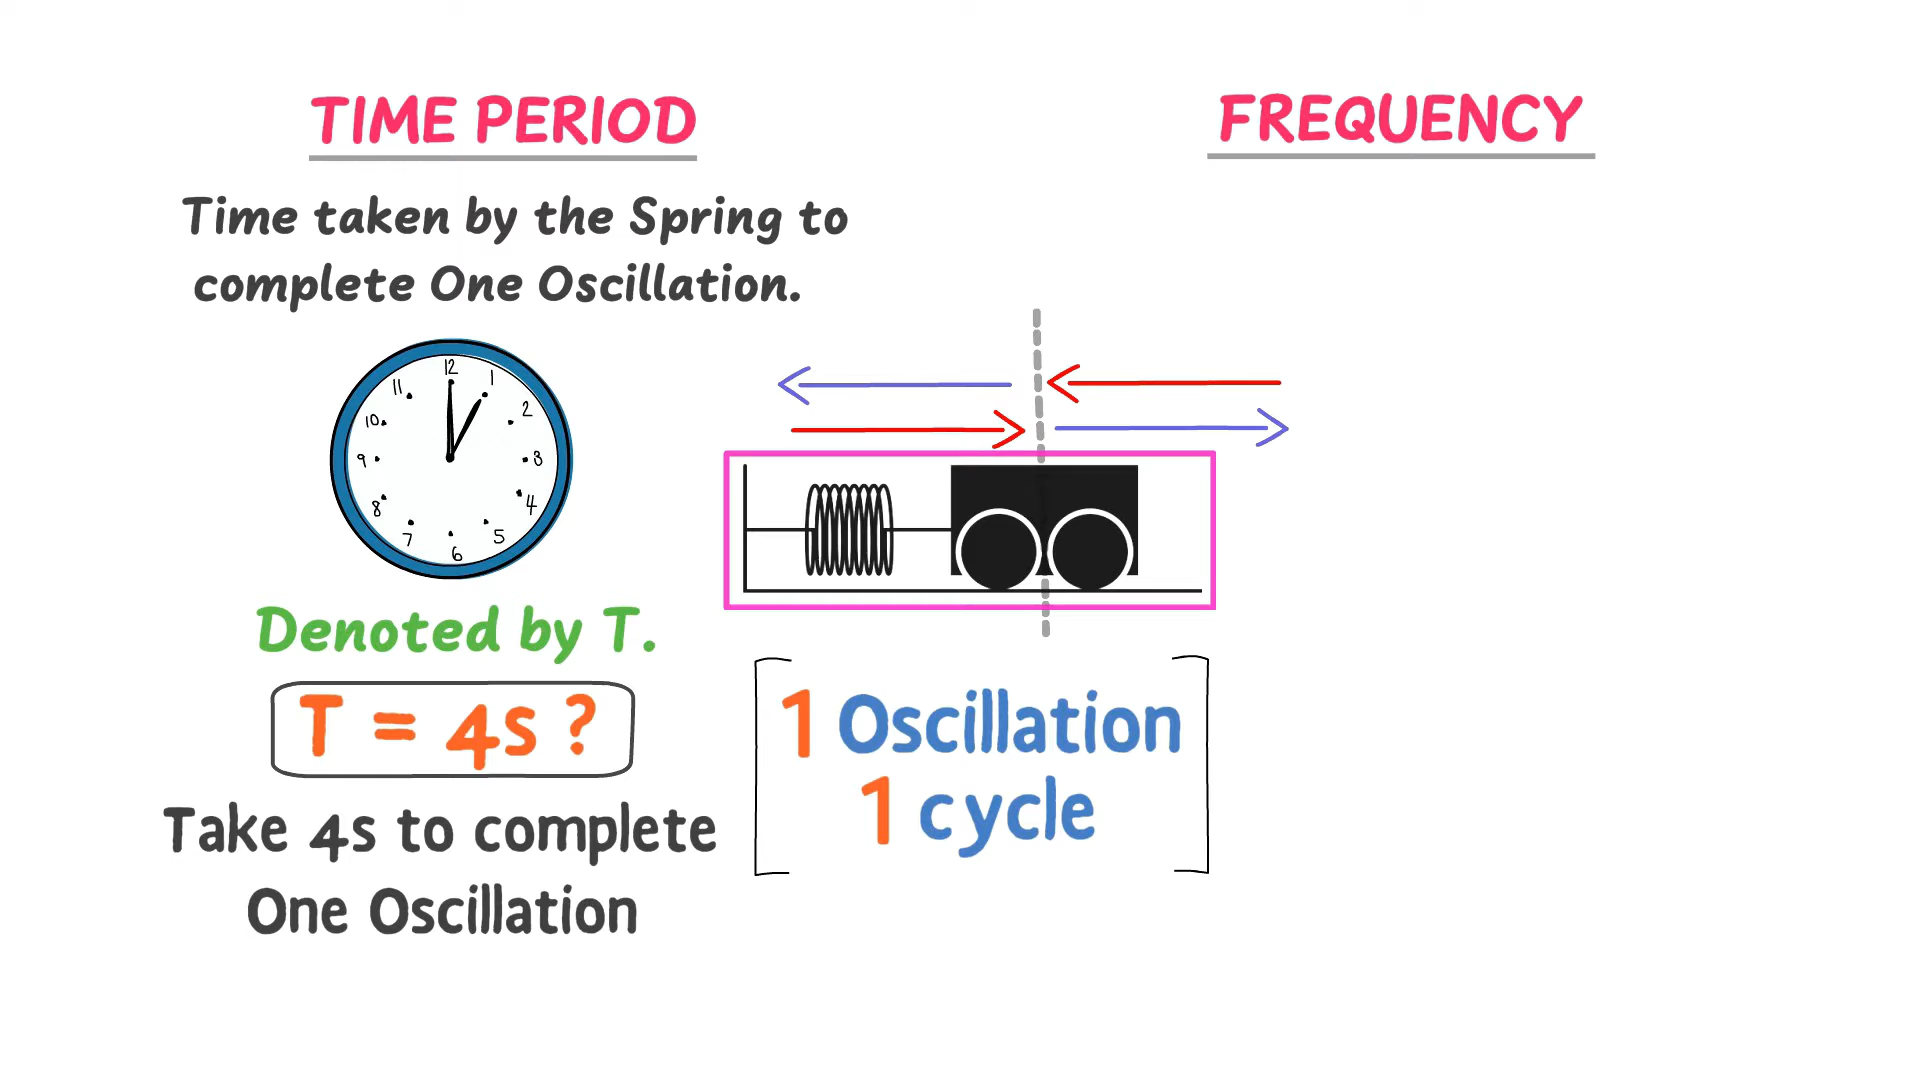 TIME PERIOD
Time taken by the Spring to
complete One Oscillation.
12
1
2
3
4
5
6
7
8
9
10
11
Denoted by T.
T = 4s ?
Take 4s to complete
One Oscillation
1 Oscillation
1 cycle
FREQUENCY